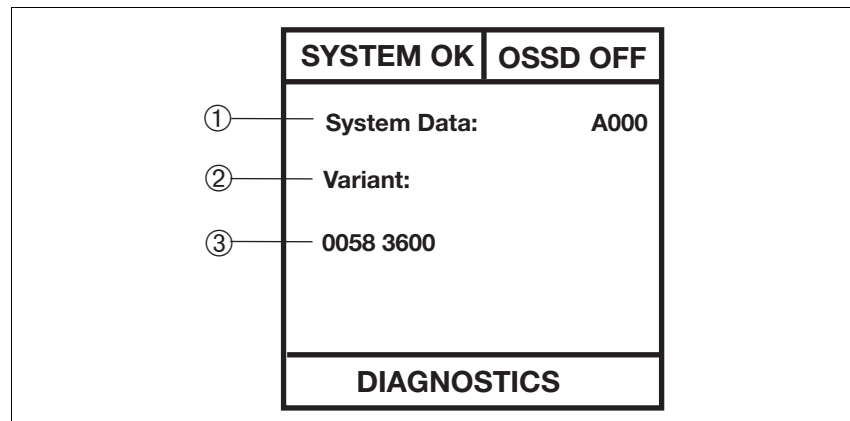 SYSTEM OK OSSD OFF
① System Data: A000
② Variant:
③ 0058 3600
DIAGNOSTICS